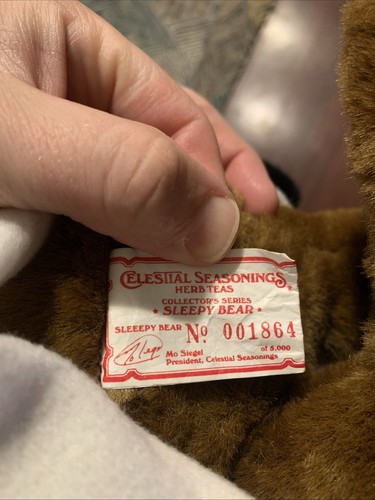 CELESTIAL SEASONINGS
HERB TEAS
COLLECTOR'S SERIES
• SLEEPY BEAR •
SLEEEPY BEAR No 001864
of 5,000
Mo Siegel
President, Celestial Seasonings